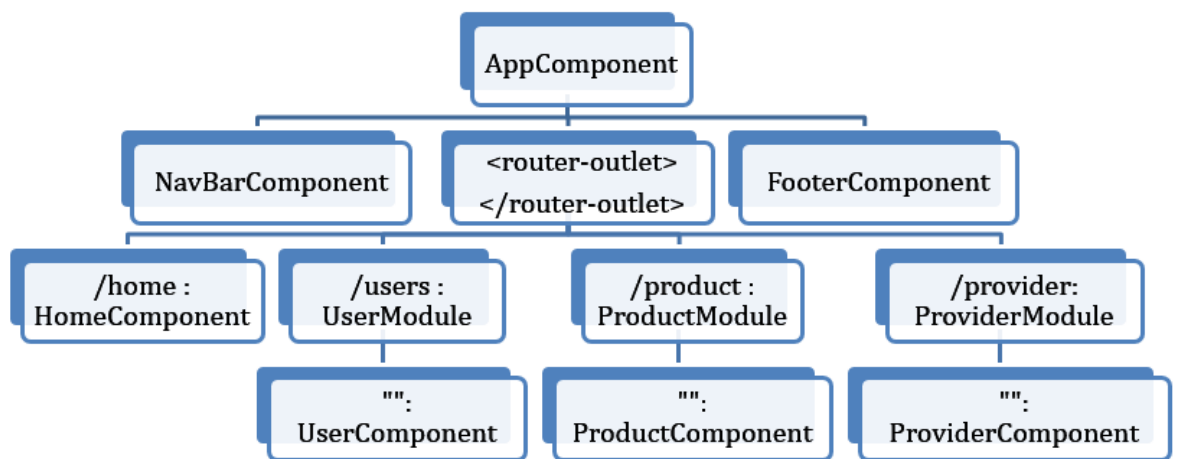 AppComponent
NavBarComponent
<router-outlet>
</router-outlet>
FooterComponent
/home :
HomeComponent
/users :
UserModule
/product :
ProductModule
/provider:
ProviderModule
"":
UserComponent
"":
ProductComponent
"":
ProviderComponent